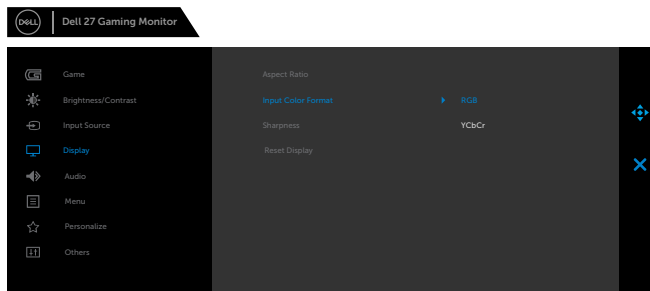 DELL
Dell 27 Gaming Monitor
Game
Aspect Ratio
Brightness/Contrast
Input Color Format
RGB
Input Source
Sharpness
YCbCr
Display
Reset Display
Audio
Menu
Personalize
Others